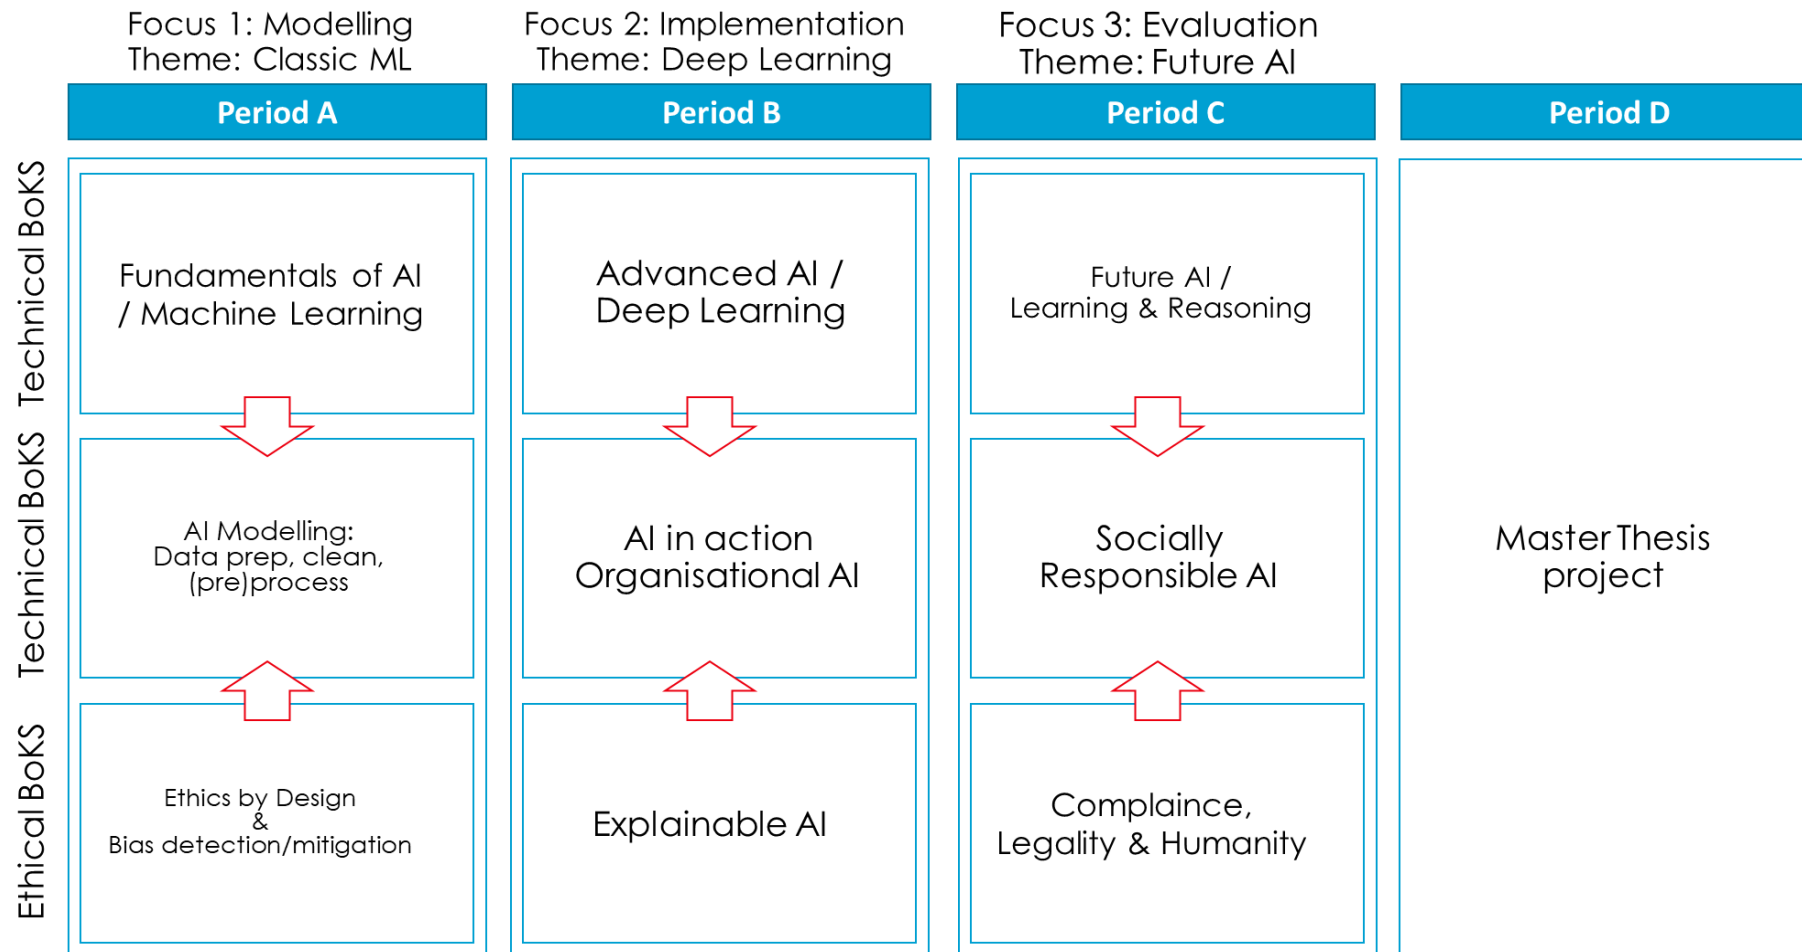 Focus 1: Modelling
Theme: Classic ML
Focus 2: Implementation
Theme: Deep Learning
Focus 3: Evaluation
Theme: Future AI
Period A
Period B
Period C
Period D
Technical BoKS
Fundamentals of AI
/ Machine Learning
Advanced AI /
Deep Learning
Future AI /
Learning & Reasoning
Technical BoKS
AI Modelling:
Data prep, clean,
(pre)process
AI in action
Organisational AI
Socially
Responsible AI
Master Thesis
project
Ethical BoKS
Ethics by Design
&
Bias detection/mitigation
Explainable AI
Complaince,
Legality & Humanity